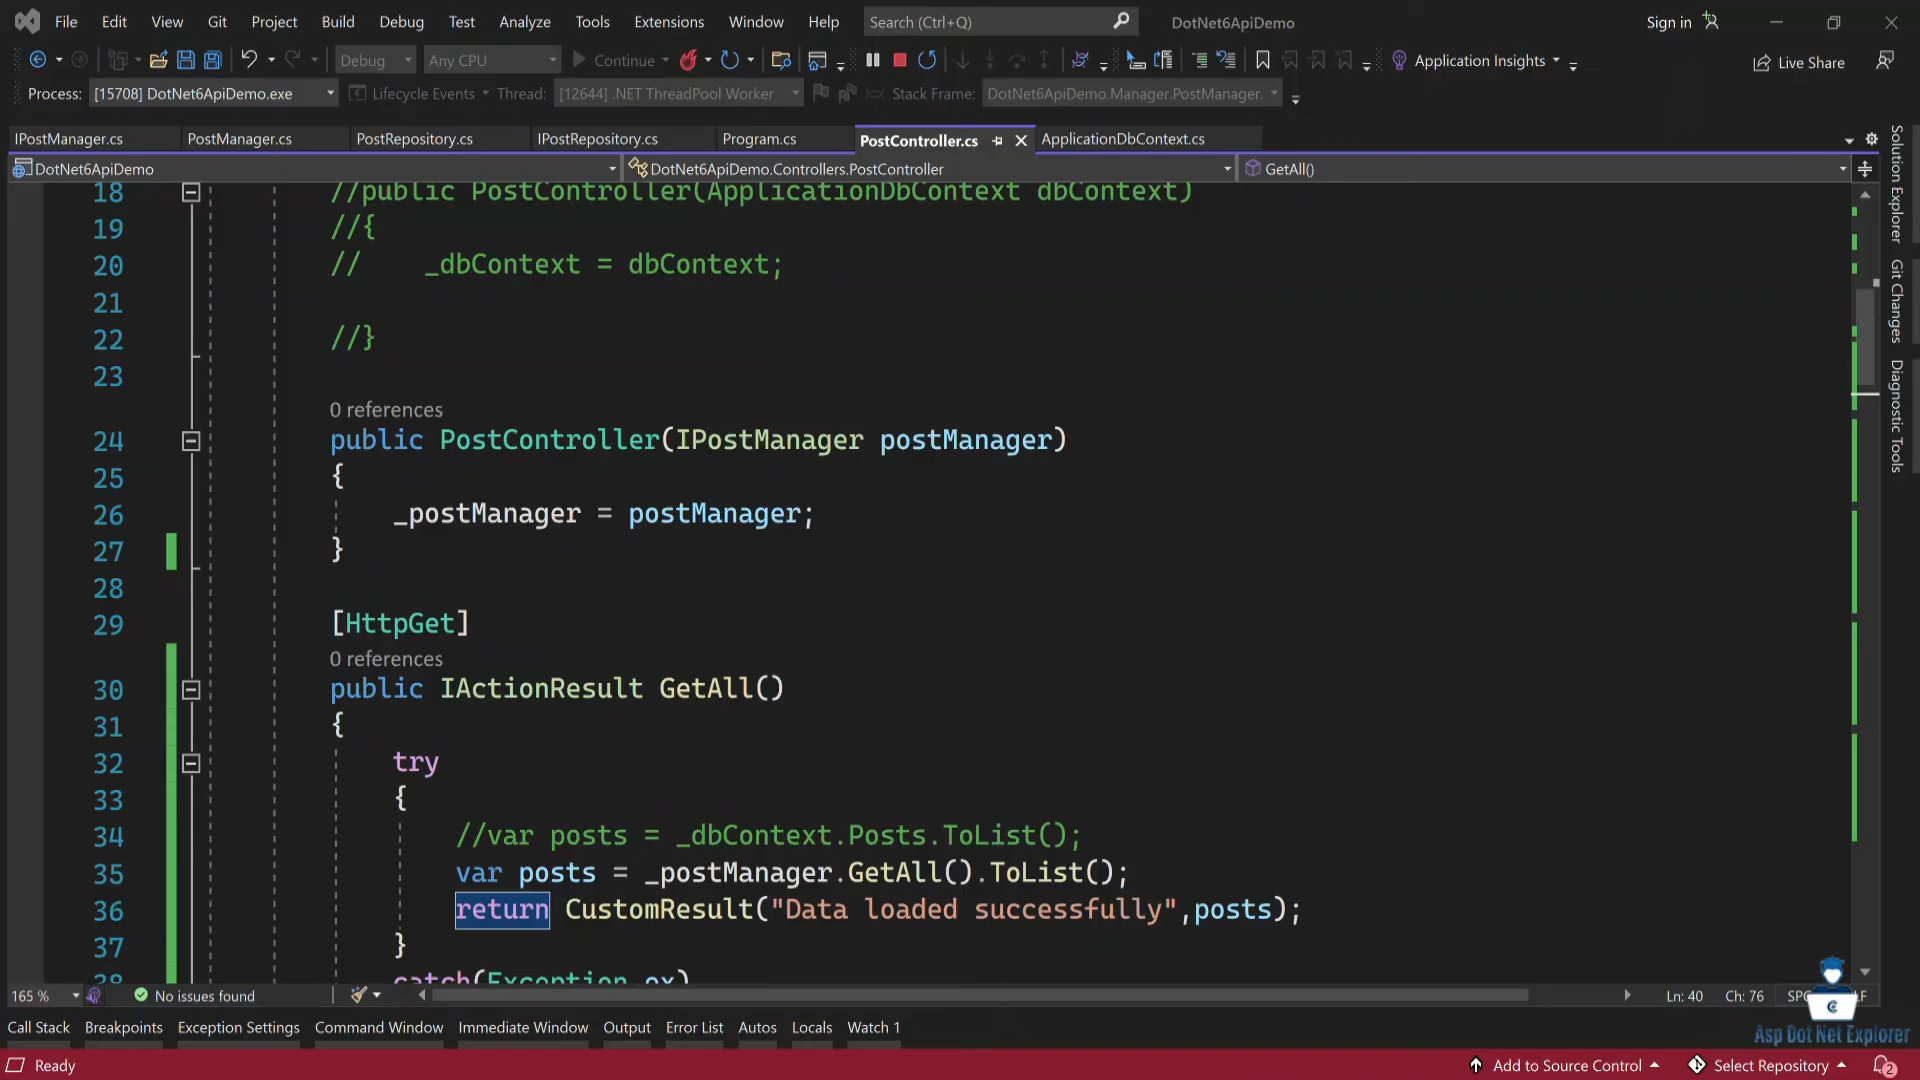 File Edit View Git Project Build Debug Test Analyze Tools Extensions Window Help Search (Ctrl+Q) DotNet6ApiDemo Sign in
Debug Any CPU Continue Application Insights Live Share
Process: [15708] DotNet6ApiDemo.exe Lifecycle Events Thread: [12644] .NET ThreadPool Worker Stack Frame: DotNet6ApiDemo.Manager.PostManager.
IPostManager.cs PostManager.cs PostRepository.cs IPostRepository.cs Program.cs PostController.cs ApplicationDbContext.cs
DotNet6ApiDemo DotNet6ApiDemo.Controllers.PostController GetAll()
18 //public PostController(ApplicationDbContext dbContext)
19 //{
20 // _dbContext = dbContext;
21
22 //}
23
0 references
24 public PostController(IPostManager postManager)
25 {
26 _postManager = postManager;
27 }
28
29 [HttpGet]
0 references
30 public IActionResult GetAll()
31 {
32 try
33 {
34 //var posts = _dbContext.Posts.ToList();
35 var posts = _postManager.GetAll().ToList();
36 return CustomResult("Data loaded successfully",posts);
37 }
38 catch(Exception ex)
Solution Explorer
Git Changes
Diagnostic Tools
165 % No issues found Ln: 40 Ch: 76
Asp Dot Net Explorer
Call Stack Breakpoints Exception Settings Command Window Immediate Window Output Error List Autos Locals Watch 1
Ready Add to Source Control Select Repository 2